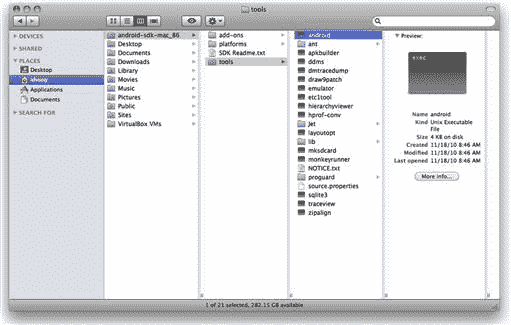 tools
DEVICES
SHARED
PLACES
Desktop
Applications
Documents
SEARCH FOR
android-sdk-mac_86
Desktop
Documents
Downloads
Library
Movies
Music
Pictures
Public
Sites
VirtualBox VMs
add-ons
platforms
SDK Readme.txt
tools
android
ant
apkbuilder
ddms
dmtracedump
draw9patch
emulator
etc1tool
hierarchyviewer
hprof-conv
Jet
layoutopt
lib
mksdcard
monkeyrunner
NOTICE.txt
proguard
source.properties
sqlite3
traceview
zipalign
Preview:
exec
Name android
Kind Unix Executable
File
Size 4 KB on disk
Created 11/18/10 8:46 AM
Modified 11/18/10 8:46 AM
Last opened 11/18/10 8:46 AM
More info...
1 of 21 selected, 282.15 GB available